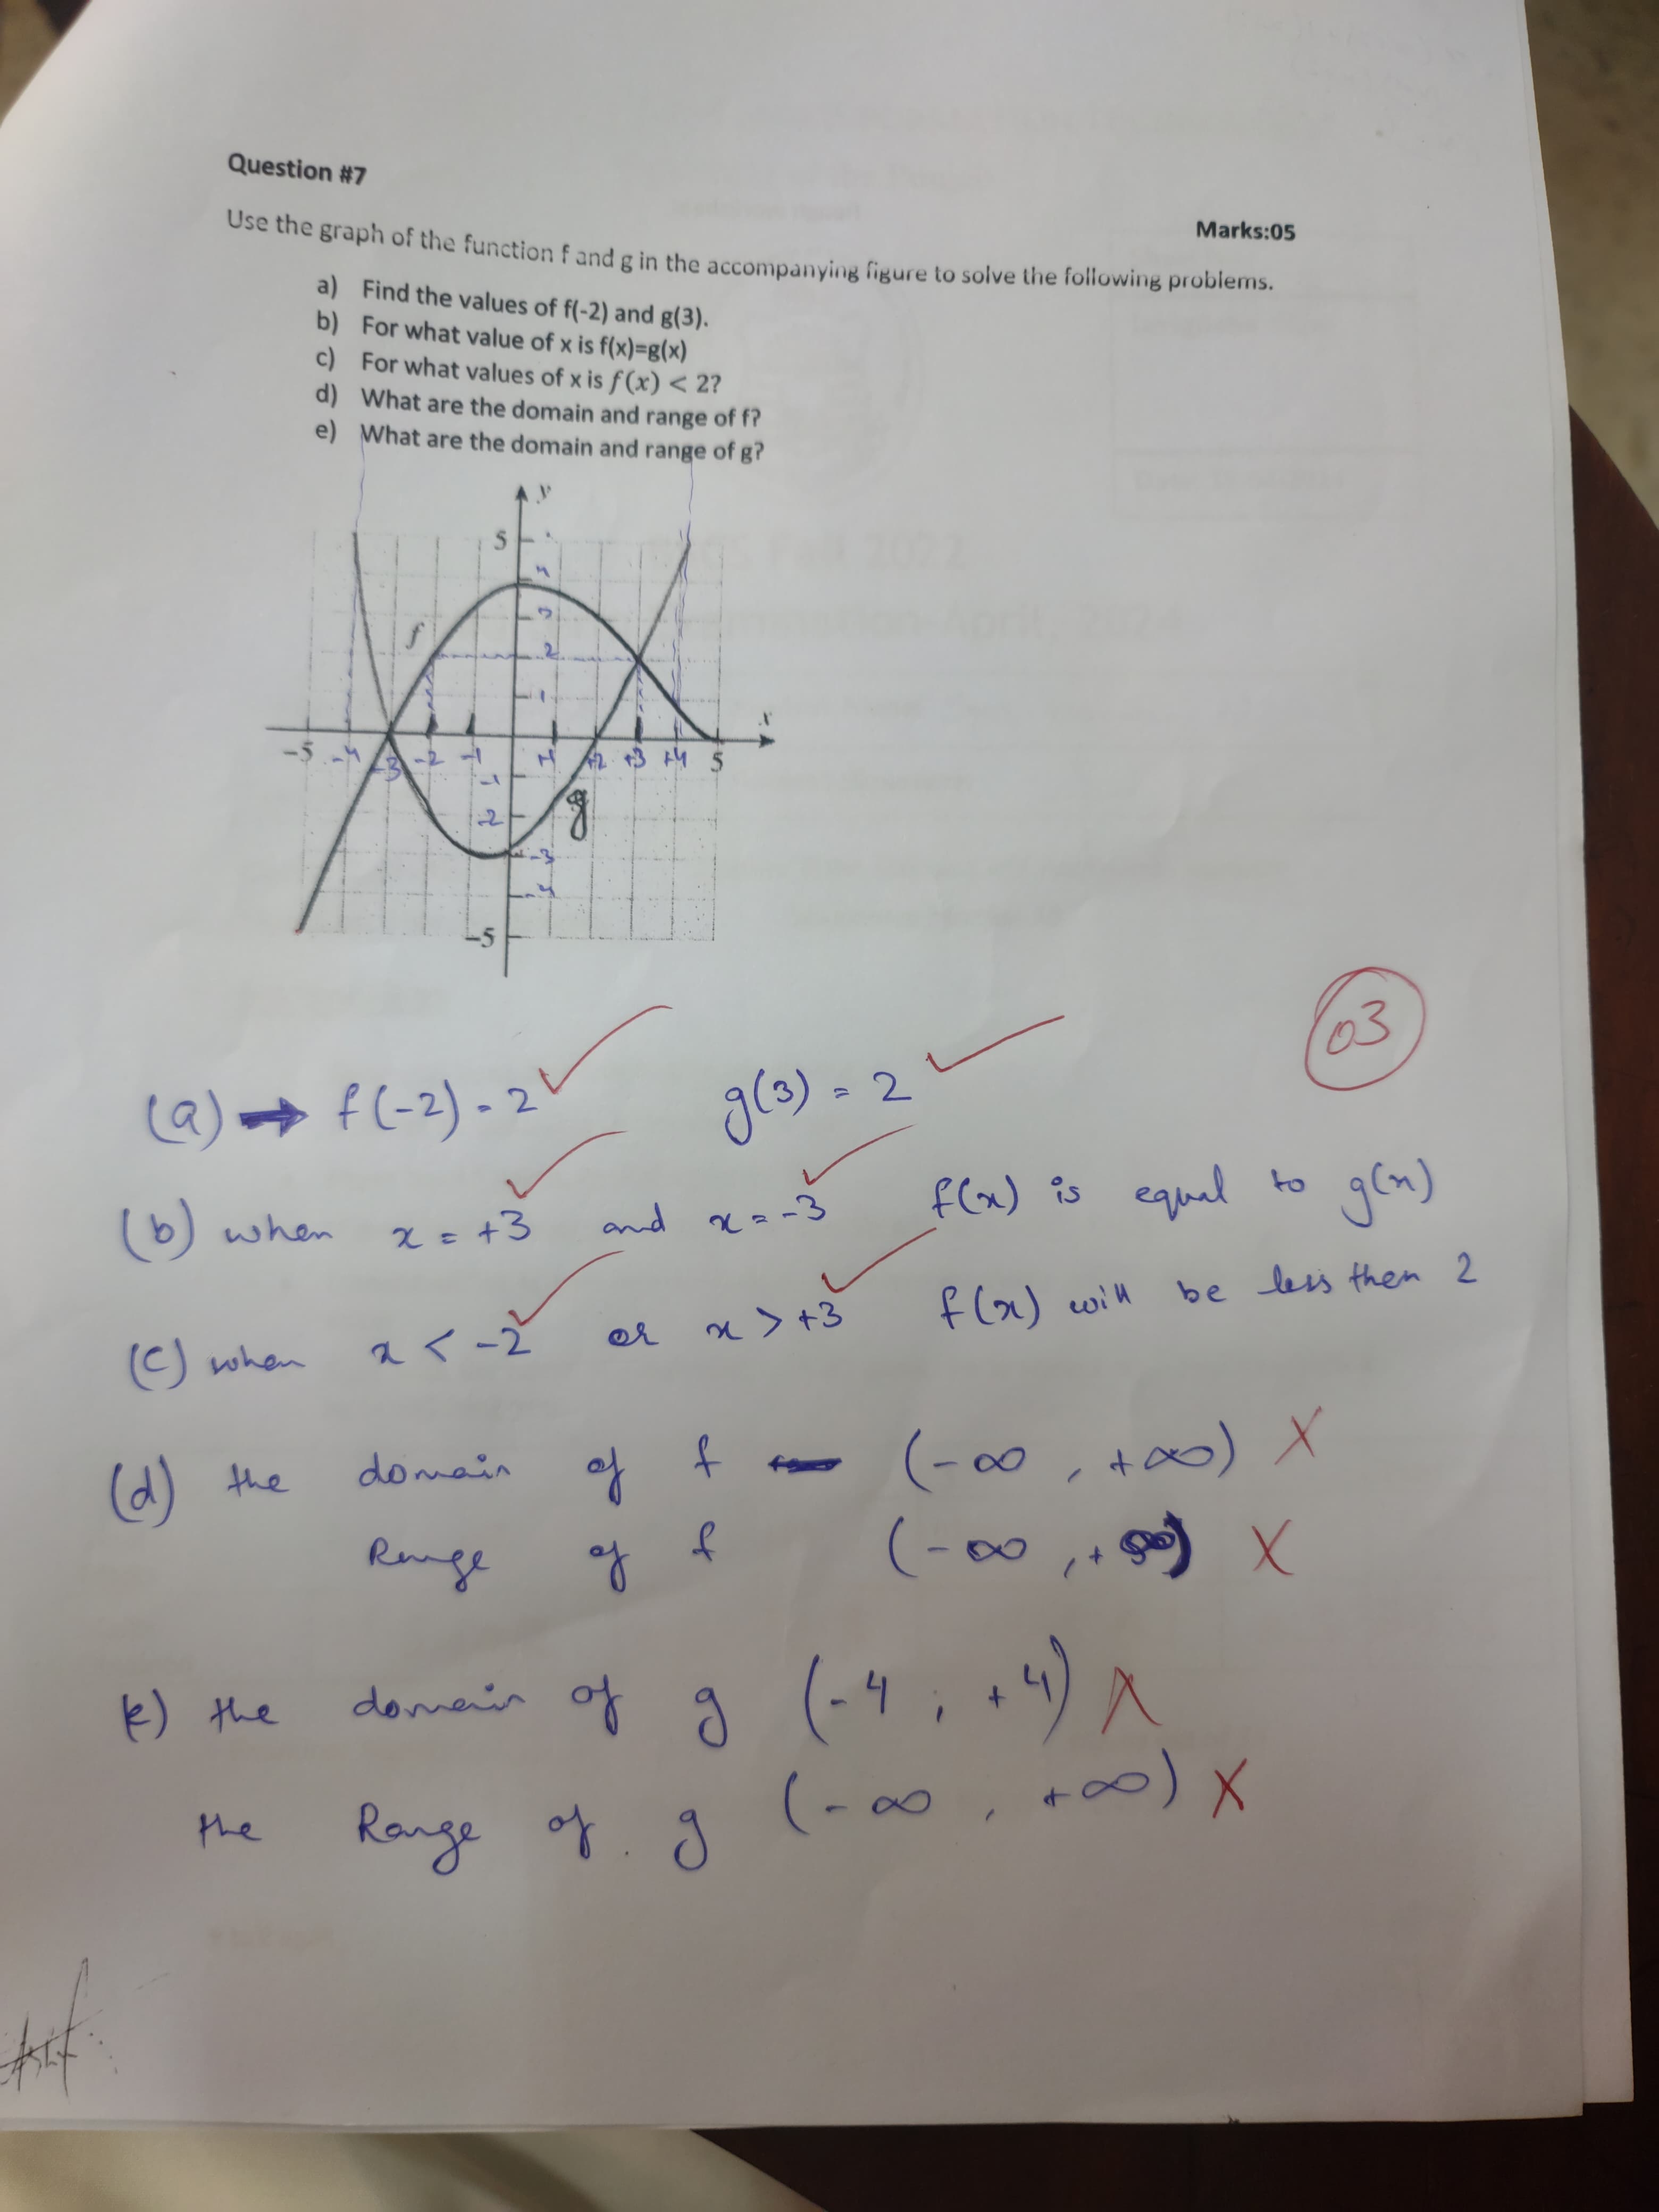 Question #7
Marks:05
Use the graph of the function f and g in the accompanying figure to solve the following problems.
a) Find the values of f(-2) and g(3).
b) For what value of x is f(x)=g(x)
c) For what values of x is f(x) < 2?
d) What are the domain and range of f?
e) What are the domain and range of g?
y
5
4
3
f
2
1
x
-5 -4 -3 -2 -1 +1 +2 +3 +4 5
-1
g
-2
-3
-4
-5
03
(a) → f(-2) = 2 g(3) = 2
(b) when x = +3 and x = -3 f(x) is equal to g(x)
(c) when x < -2 or x > +3 f(x) will be less then 2
(d) the domain of f (-∞ , +∞)
Range of f (-∞ , +∞)
(e) the domain of g (-4 , +4)
the Range of g (-∞ , +∞)